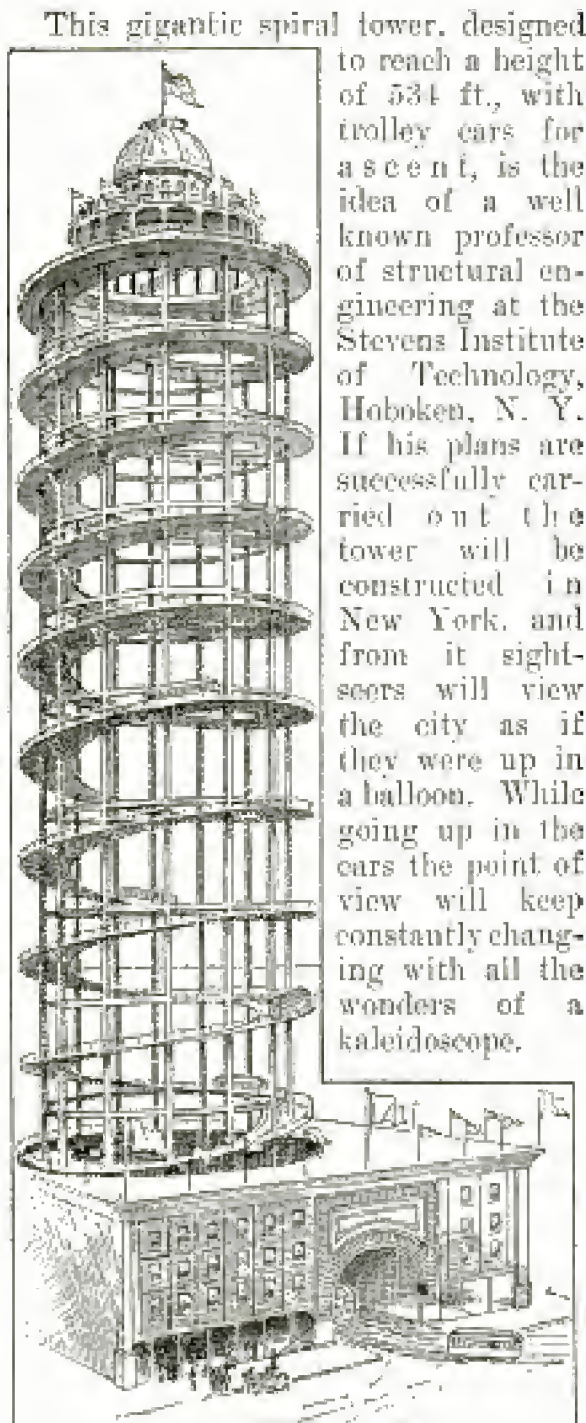 This gigantic spiral tower, designed
to reach a height
of 534 ft., with
trolley cars for
ascent, is the
idea of a well
known professor
of structural en-
gineering at the
Stevens Institute
of Technology,
Hoboken, N. Y.
If his plans are
successfully car-
ried out the
tower will be
constructed in
New York, and
from it sight-
seers will view
the city as if
they were up in
a balloon. While
going up in the
cars the point of
view will keep
constantly chang-
ing with all the
wonders of a
kaleidoscope.